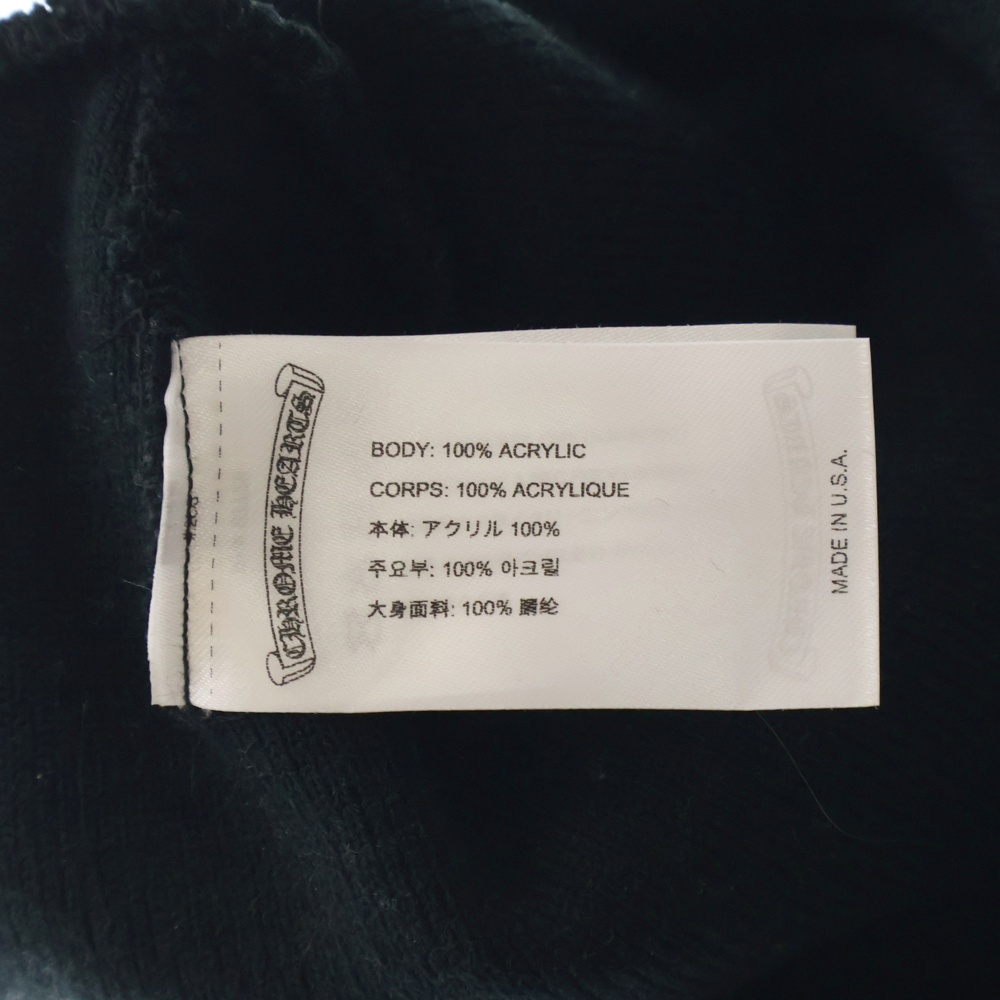 CHROME HEARTS
BODY: 100% ACRYLIC
CORPS: 100% ACRYLIQUE
本体: アクリル 100%
주요부: 100% 아크릴
大身面料: 100% 腈纶
MADE IN U.S.A.